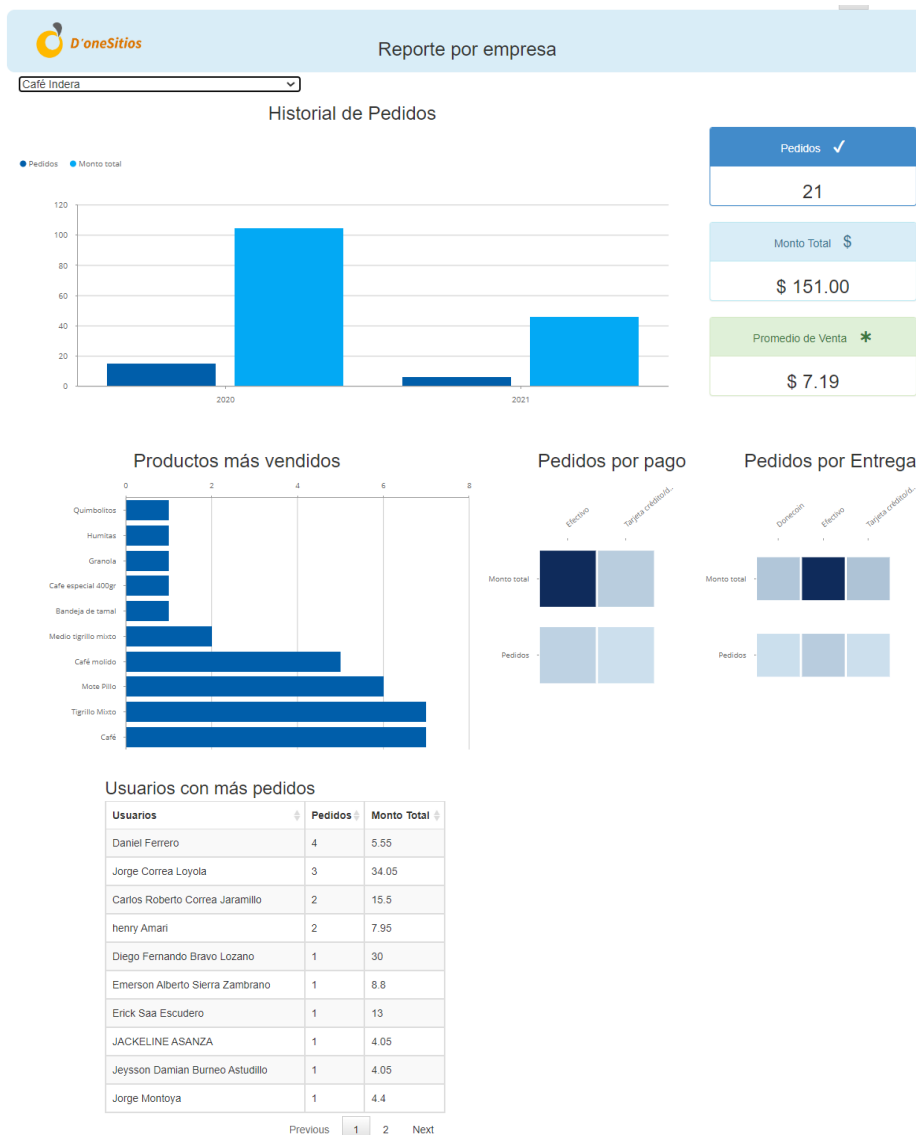 D'oneSitios
Reporte por empresa
Café Indera
Historial de Pedidos
Pedidos Monto total
120
100
80
60
40
20
0
2020 2021
Pedidos
21
Monto Total $
$ 151.00
Promedio de Venta *
$ 7.19
Productos más vendidos
0 2 4 6 8
Quimbolitos
Humitas
Granola
Cafe especial 400gr
Bandeja de tamal
Medio tigrillo mixto
Café molido
Mote Pillo
Tigrillo Mixto
Café
Pedidos por pago
Efectivo Tarjeta crédito/d..
Monto total
Pedidos
Pedidos por Entrega
Donecoin Efectivo Tarjeta crédito/d..
Monto total
Pedidos
Usuarios con más pedidos
Usuarios Pedidos Monto Total
Daniel Ferrero 4 5.55
Jorge Correa Loyola 3 34.05
Carlos Roberto Correa Jaramillo 2 15.5
henry Amari 2 7.95
Diego Fernando Bravo Lozano 1 30
Emerson Alberto Sierra Zambrano 1 8.8
Erick Saa Escudero 1 13
JACKELINE ASANZA 1 4.05
Jeysson Damian Burneo Astudillo 1 4.05
Jorge Montoya 1 4.4
Previous 1 2 Next